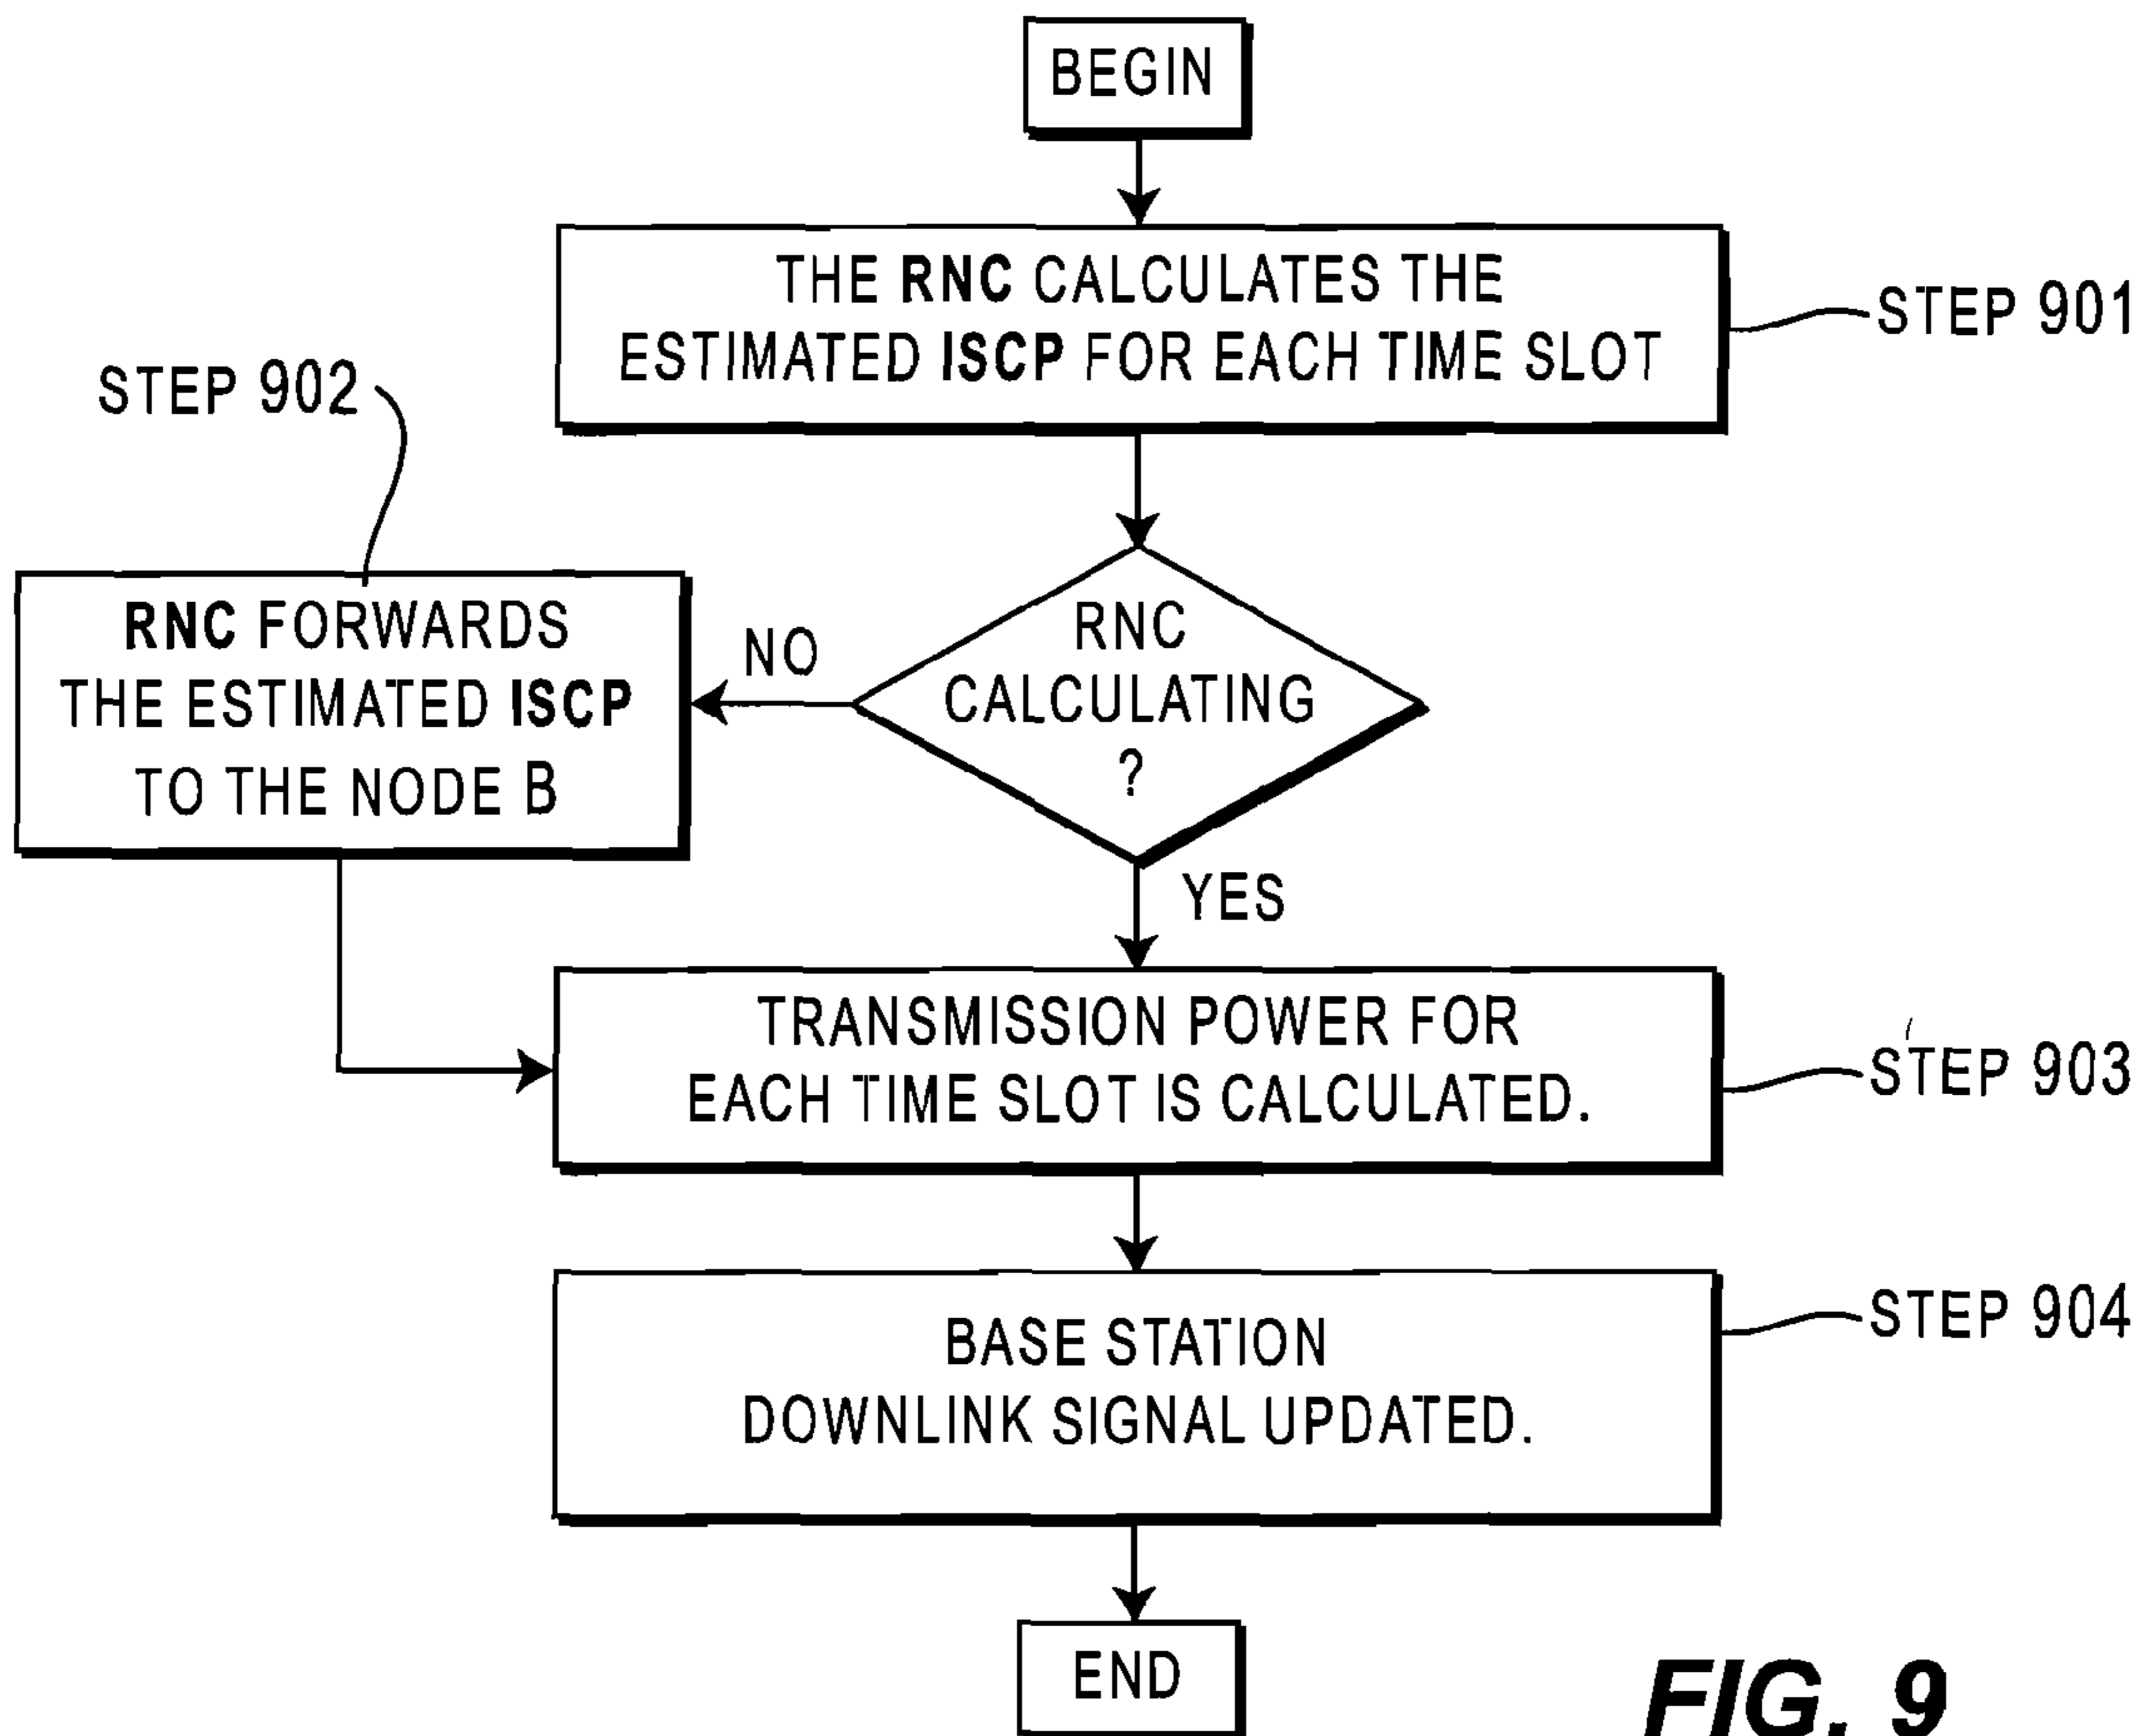 BEGIN
THE RNC CALCULATES THE
ESTIMATED ISCP FOR EACH TIME SLOT
STEP 901
STEP 902
RNC FORWARDS
THE ESTIMATED ISCP
TO THE NODE B
NO
RNC
CALCULATING
?
YES
TRANSMISSION POWER FOR
EACH TIME SLOT IS CALCULATED.
STEP 903
BASE STATION
DOWNLINK SIGNAL UPDATED.
STEP 904
END
FIG. 9